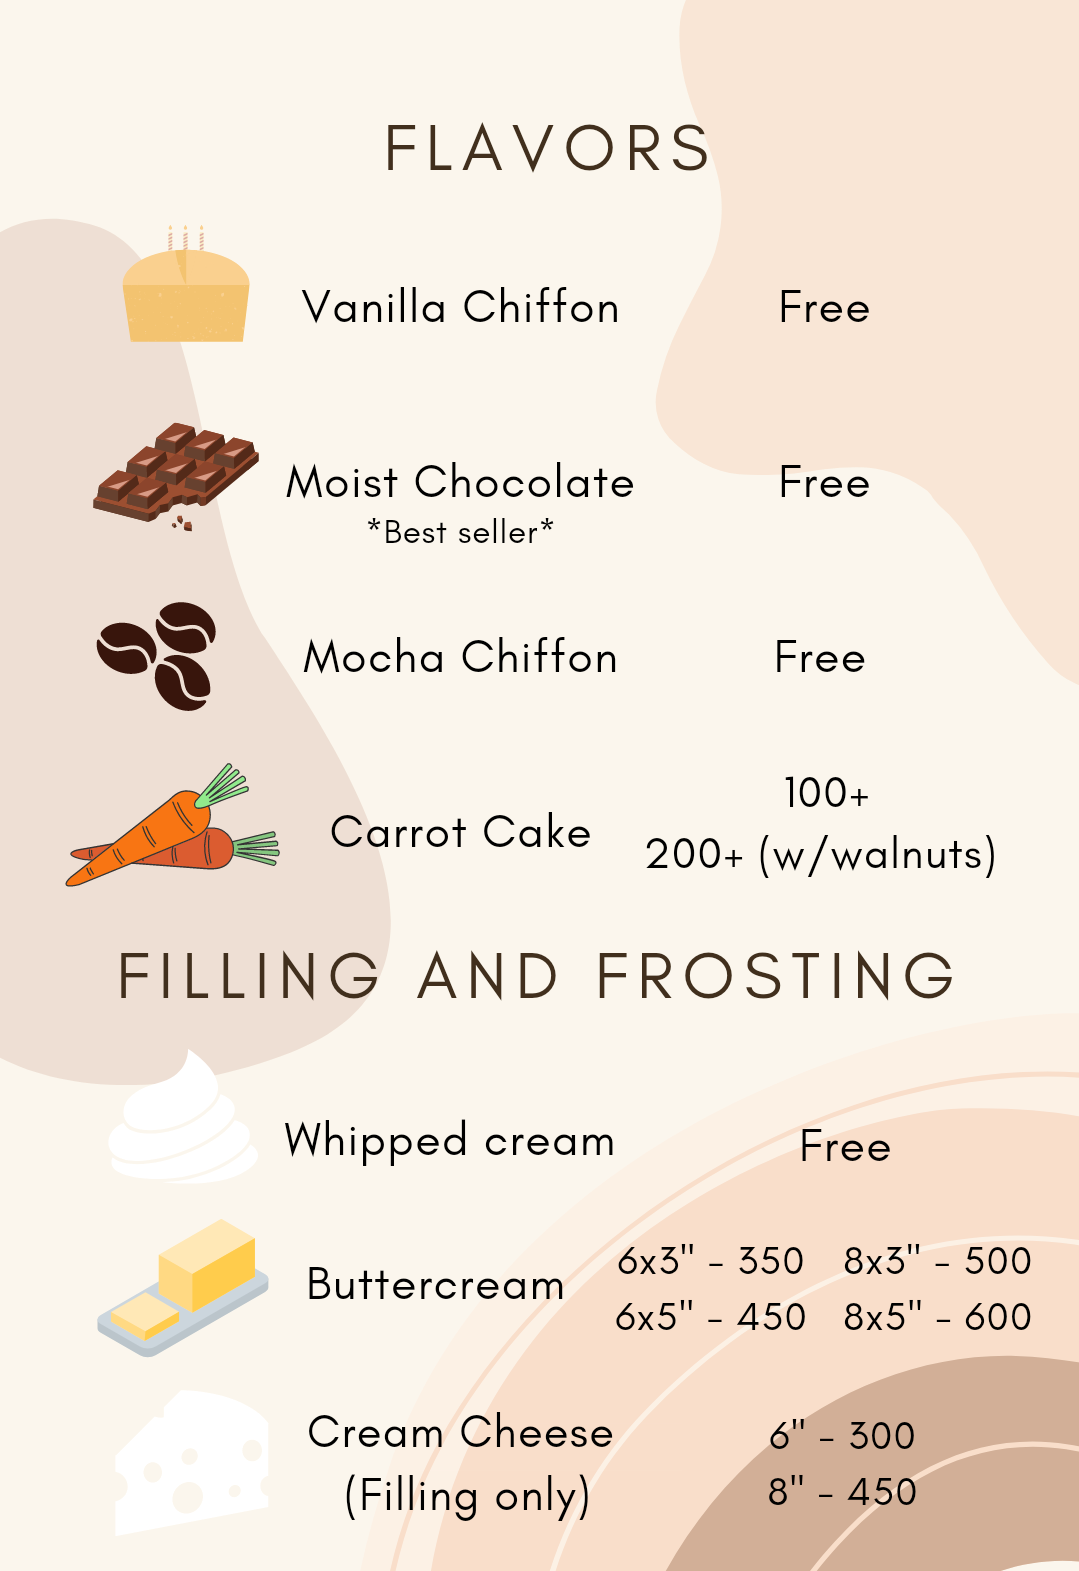 FLAVORS
Vanilla Chiffon Free
Moist Chocolate Free
*Best seller*
Mocha Chiffon Free
100+
Carrot Cake
200+ (w/walnuts)
FILLING AND FROSTING
Whipped cream Free
6x3" - 350 8x3" - 500
Buttercream
6x5" - 450 8x5" - 600
Cream Cheese 6" - 300
(Filling only) 8" - 450